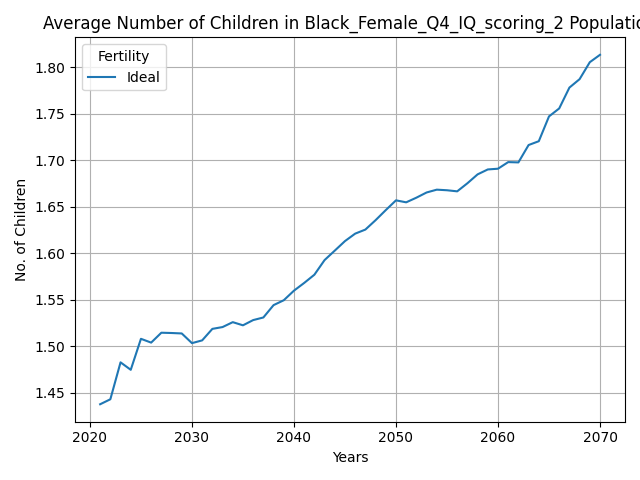 Average Number of Children in Black_Female_Q4_IQ_scoring_2 Populatio
Fertility
Ideal
No. of Children
1.80
1.75
1.70
1.65
1.60
1.55
1.50
1.45
2020
2030
2040
2050
2060
2070
Years